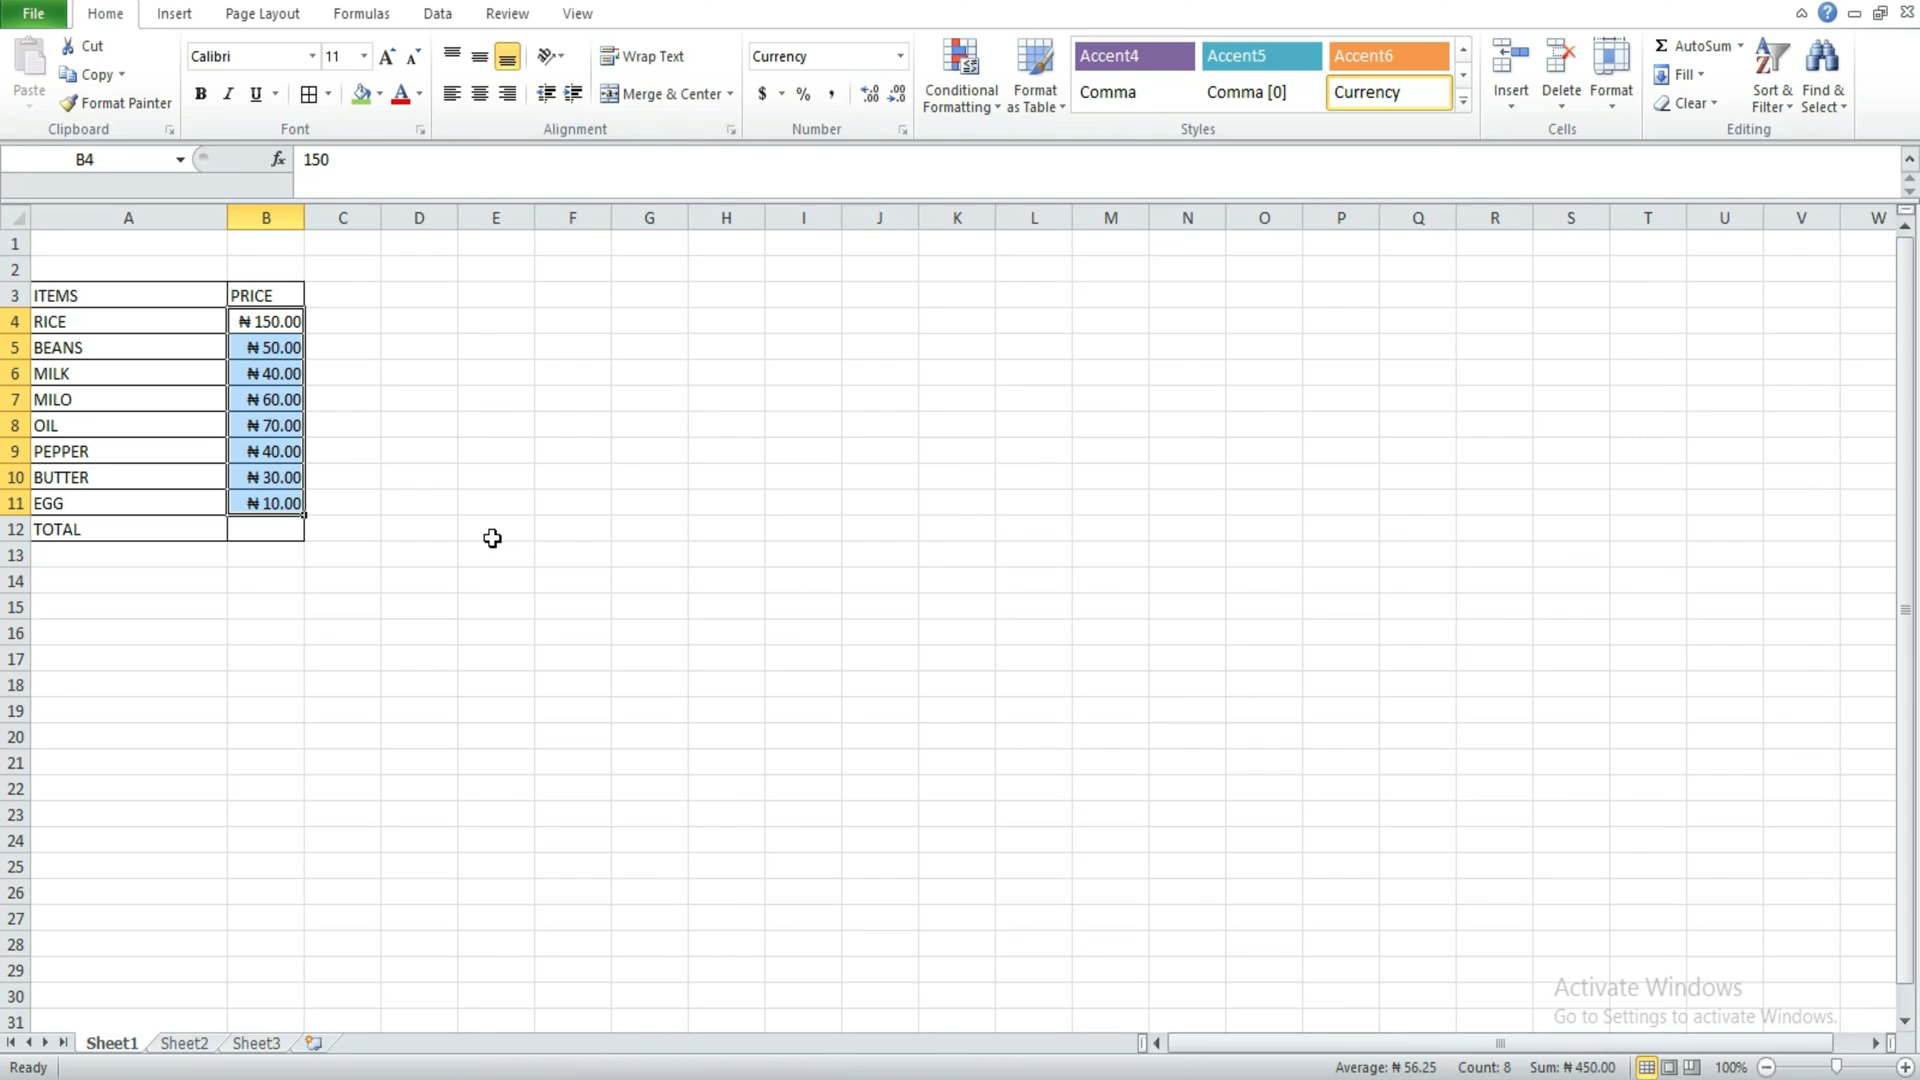 File Home Insert Page Layout Formulas Data Review View
Paste
Cut
Copy
Format Painter
Clipboard
Calibri 11 A A
B I U A
Font
Wrap Text
Merge & Center
Alignment
Currency
$ % , .0 .00 .00 .0
Number
Conditional Formatting
Format as Table
Accent4 Accent5 Accent6
Comma Comma [0] Currency
Styles
Insert Delete Format
Cells
Σ AutoSum
Fill
Clear
Sort & Filter
Find & Select
Editing
B4 fx 150
A B C D E F G H I J K L M N O P Q R S T U V W
1
2
3 ITEMS PRICE
4 RICE ₦ 150.00
5 BEANS ₦ 50.00
6 MILK ₦ 40.00
7 MILO ₦ 60.00
8 OIL ₦ 70.00
9 PEPPER ₦ 40.00
10 BUTTER ₦ 30.00
11 EGG ₦ 10.00
12 TOTAL
13
14
15
16
17
18
19
20
21
22
23
24
25
26
27
28
29
30
31
Activate Windows
Go to Settings to activate Windows.
Sheet1 Sheet2 Sheet3
Ready Average: ₦ 56.25 Count: 8 Sum: ₦ 450.00 100%